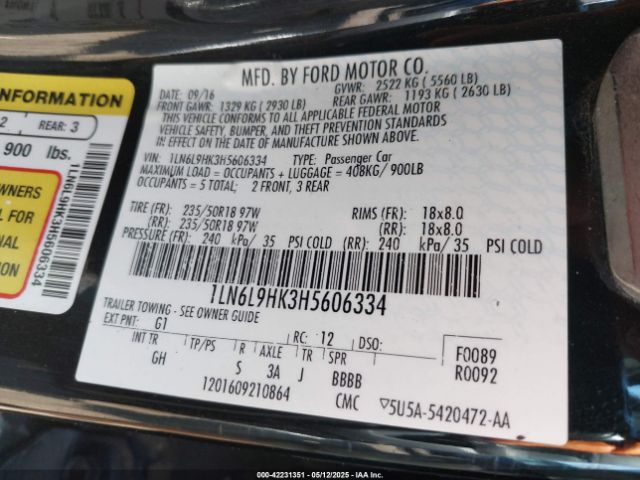 INFORMATION
2 REAR: 3
900 lbs.
WNERS
L FOR
NAL
ION
1LN6L9HK3H5606334
MFD. BY FORD MOTOR CO.
DATE: 09/16 GVWR: 2522 KG ( 5560 LB)
FRONT GAWR: 1329 KG ( 2930 LB) REAR GAWR: 1193 KG ( 2630 LB)
THIS VEHICLE CONFORMS TO ALL APPLICABLE FEDERAL MOTOR
VEHICLE SAFETY, BUMPER, AND THEFT PREVENTION STANDARDS
IN EFFECT ON THE DATE OF MANUFACTURE SHOWN ABOVE.
VIN: 1LN6L9HK3H5606334 TYPE: Passenger Car
MAXIMUM LOAD = OCCUPANTS + LUGGAGE = 408KG/ 900LB
OCCUPANTS = 5 TOTAL; 2 FRONT, 3 REAR
TIRE (FR): 235/50R18 97W RIMS (FR): 18x8.0
(RR): 235/50R18 97W (RR): 18x8.0
PRESSURE (FR): 240 kPa/ 35 PSI COLD (RR): 240 kPa/ 35 PSI COLD
1LN6L9HK3H5606334
TRAILER TOWING - SEE OWNER GUIDE
EXT PNT: G1 RC: 12 DSO:
INT TR TP/PS R AXLE TR SPR F0089
GH S 3A J BBBB R0092
1201609210864 CMC ▽5U5A-5420472-AA
000-42231351 - 05/12/2025 - IAA Inc.